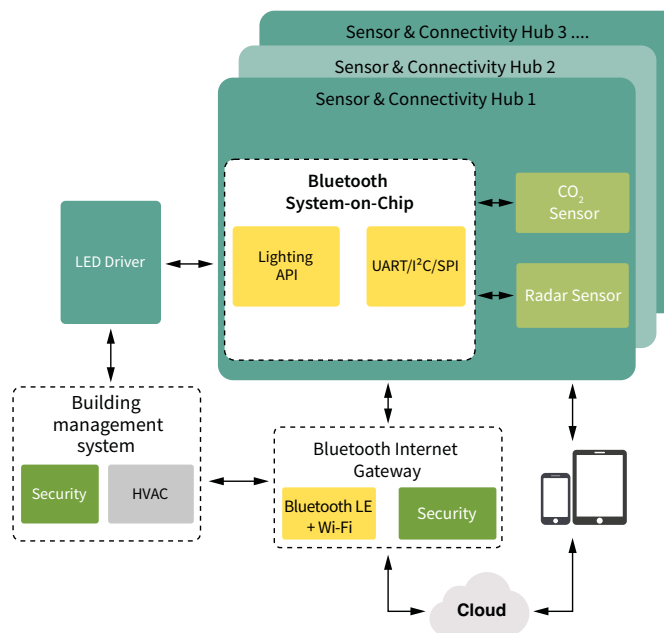 Sensor & Connectivity Hub 3 ....
Sensor & Connectivity Hub 2
Sensor & Connectivity Hub 1
Bluetooth
System-on-Chip
Lighting
API
UART/I²C/SPI
CO₂
Sensor
Radar Sensor
LED Driver
Building
management
system
Security
HVAC
Bluetooth Internet
Gateway
Bluetooth LE
+ Wi-Fi
Security
Cloud